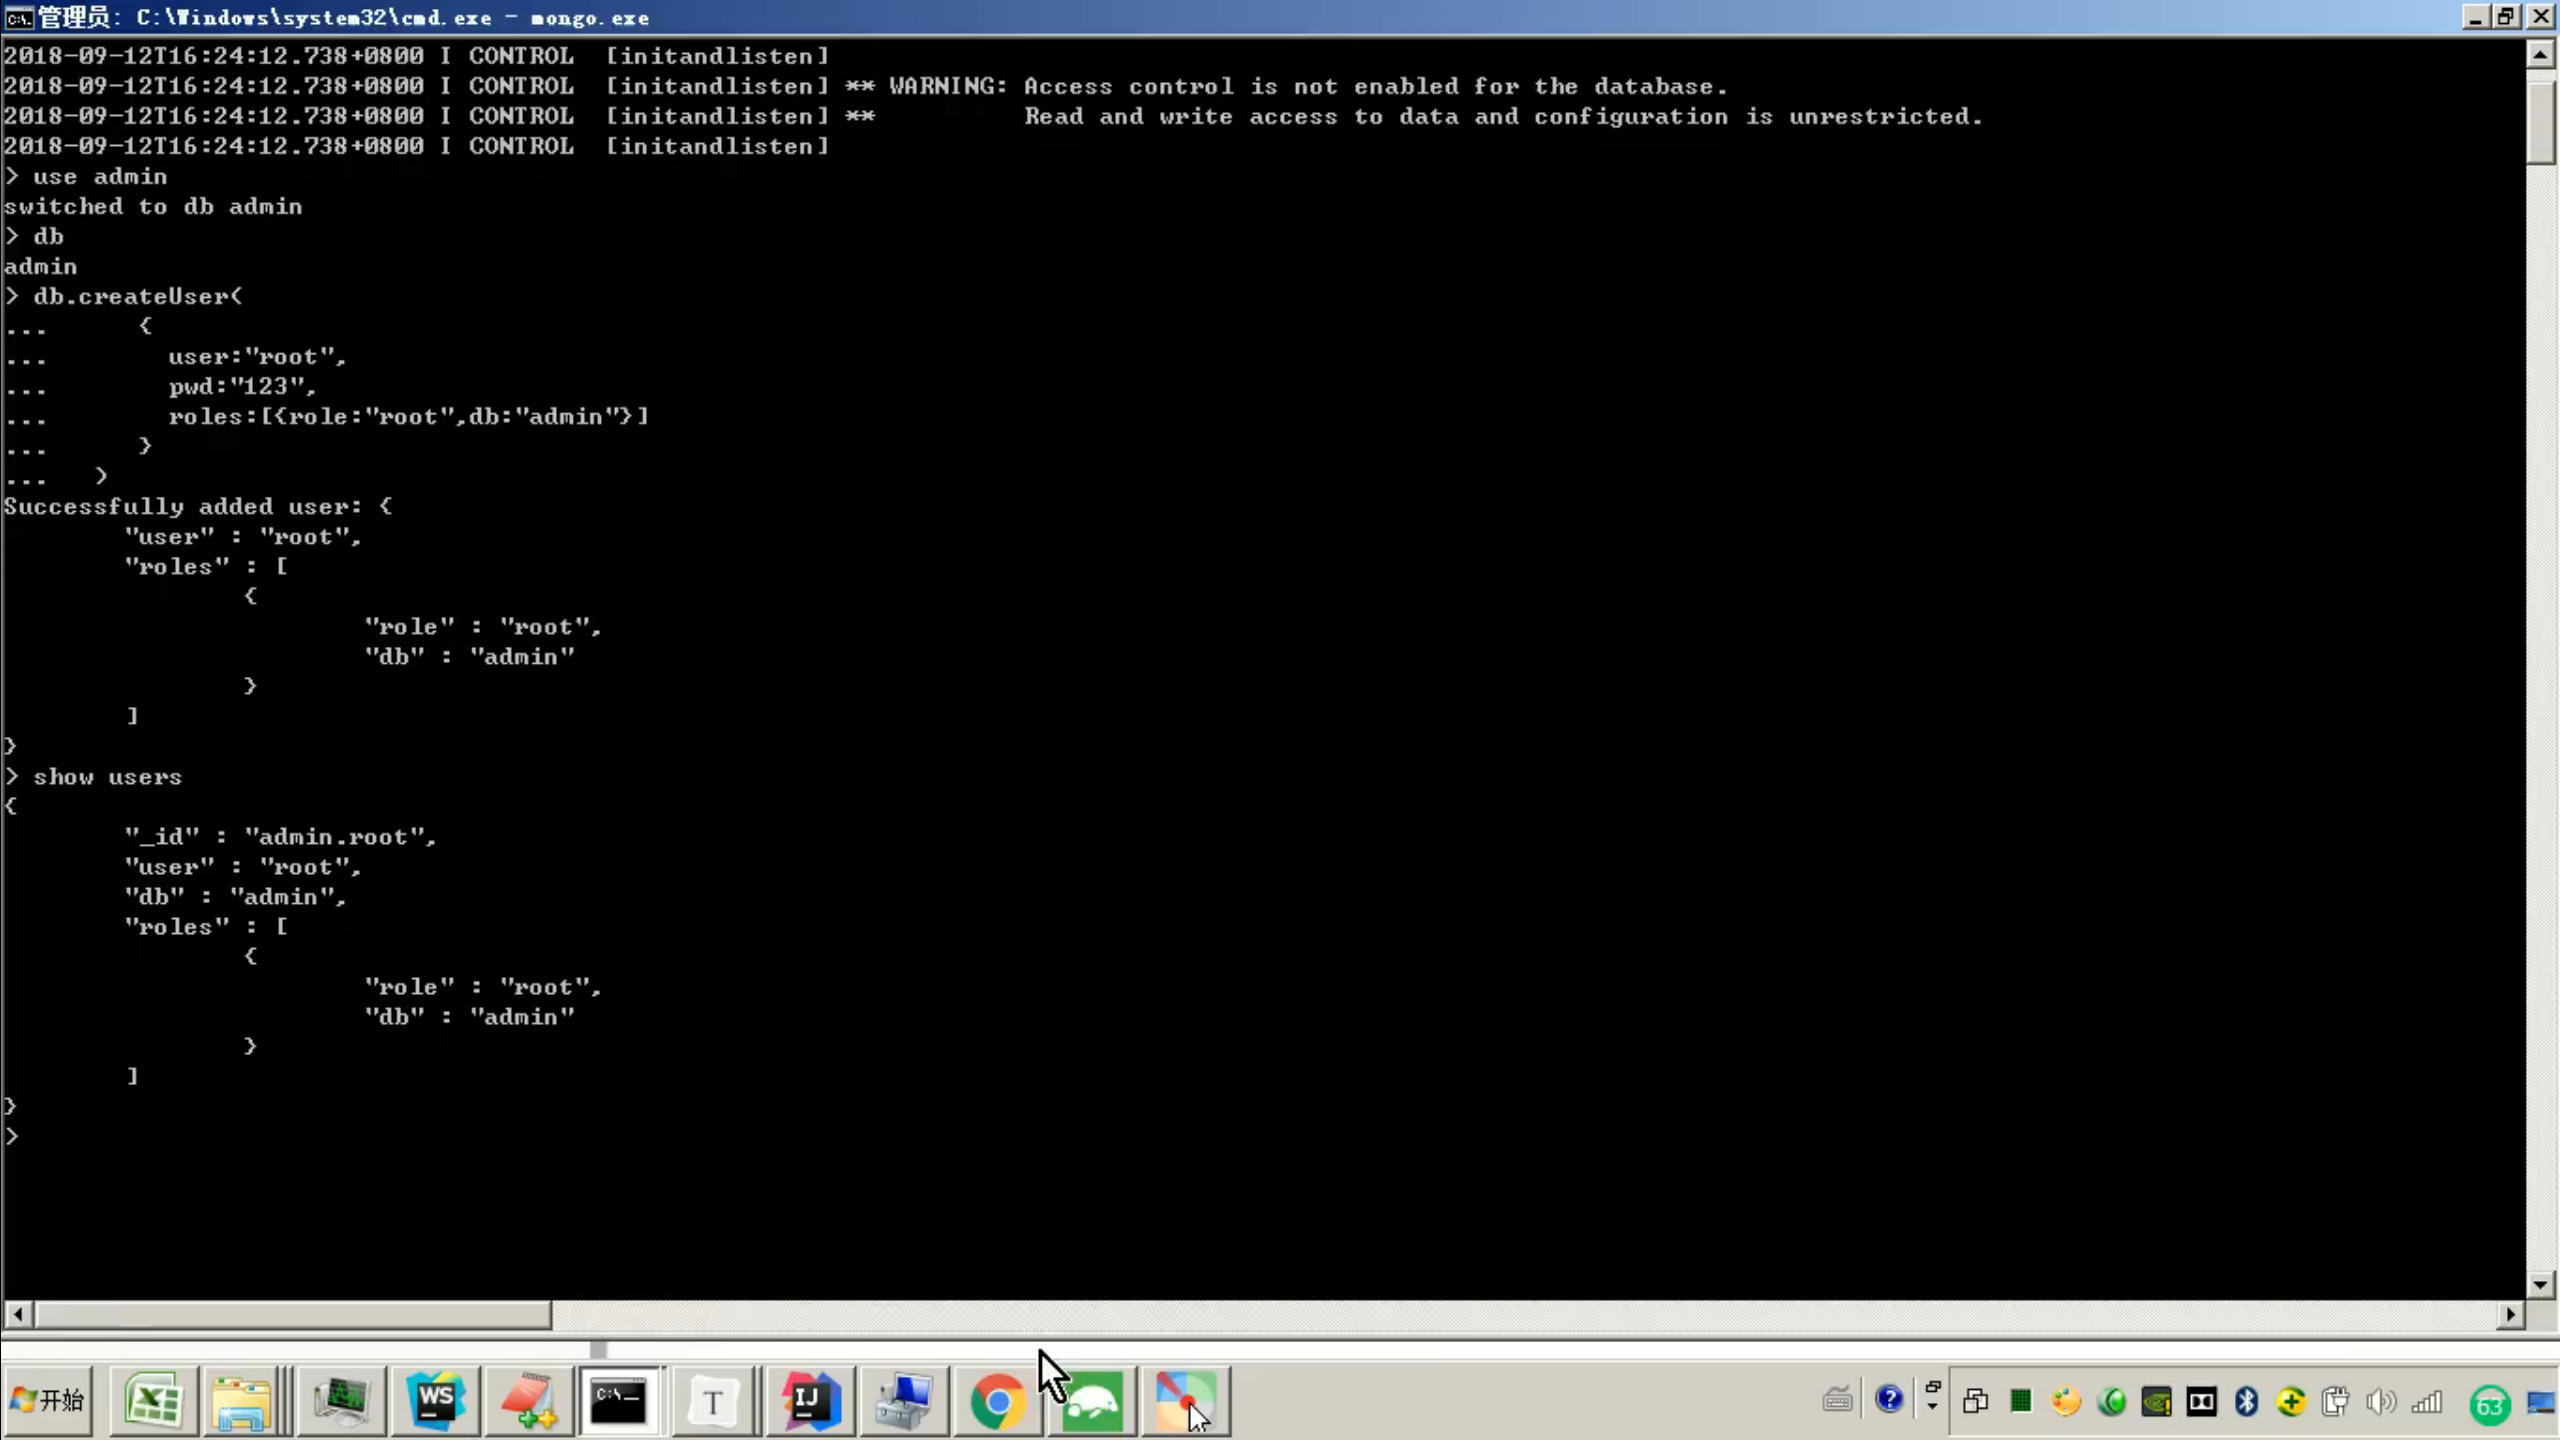 管理员: C:\Windows\system32\cmd.exe - mongo.exe
2018-09-12T16:24:12.738+0800 I CONTROL  [initandlisten]
2018-09-12T16:24:12.738+0800 I CONTROL  [initandlisten] ** WARNING: Access control is not enabled for the database.
2018-09-12T16:24:12.738+0800 I CONTROL  [initandlisten] **          Read and write access to data and configuration is unrestricted.
2018-09-12T16:24:12.738+0800 I CONTROL  [initandlisten]
> use admin
switched to db admin
> db
admin
> db.createUser(
...      {
...        user:"root",
...        pwd:"123",
...        roles:[{role:"root",db:"admin"}]
...      }
...   )
Successfully added user: {
        "user" : "root",
        "roles" : [
                {
                        "role" : "root",
                        "db" : "admin"
                }
        ]
}
> show users
{
        "_id" : "admin.root",
        "user" : "root",
        "db" : "admin",
        "roles" : [
                {
                        "role" : "root",
                        "db" : "admin"
                }
        ]
}
>
开始
WS
C:\_
T
IJ
63